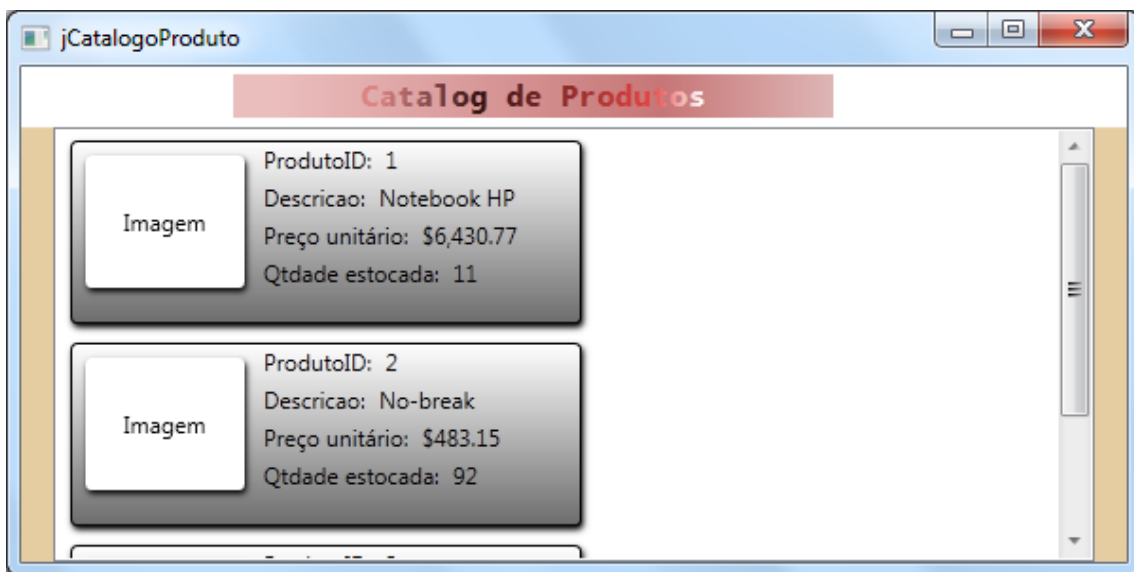 jCatalogoProduto
Catalog de Produtos
ProdutoID: 1
Descricao: Notebook HP
Imagem
Preço unitário: $6,430.77
Qtdade estocada: 11
ProdutoID: 2
Descricao: No-break
Imagem
Preço unitário: $483.15
Qtdade estocada: 92